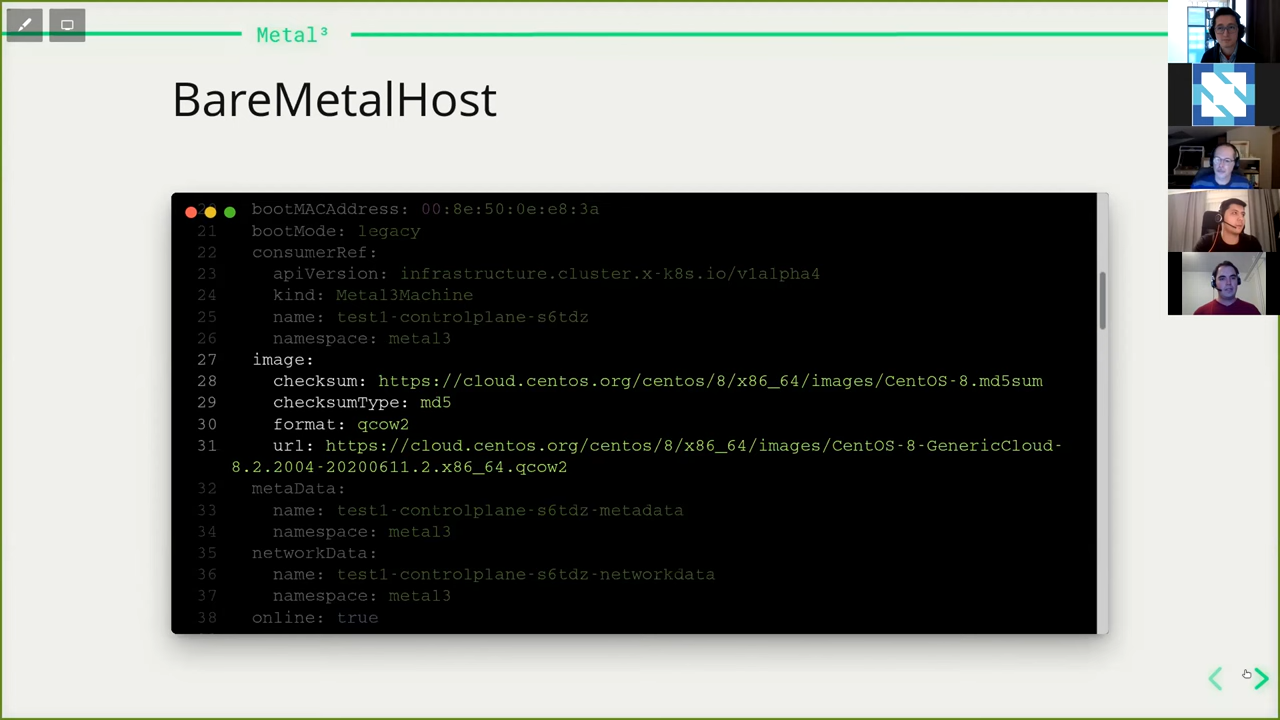 Metal³
BareMetalHost
20 bootMACAddress: 00:8e:50:0e:e8:3a
21 bootMode: legacy
22 consumerRef:
23 apiVersion: infrastructure.cluster.x-k8s.io/v1alpha4
24 kind: Metal3Machine
25 name: test1-controlplane-s6tdz
26 namespace: metal3
27 image:
28 checksum: https://cloud.centos.org/centos/8/x86_64/images/CentOS-8.md5sum
29 checksumType: md5
30 format: qcow2
31 url: https://cloud.centos.org/centos/8/x86_64/images/CentOS-8-GenericCloud-
8.2.2004-20200611.2.x86_64.qcow2
32 metaData:
33 name: test1-controlplane-s6tdz-metadata
34 namespace: metal3
35 networkData:
36 name: test1-controlplane-s6tdz-networkdata
37 namespace: metal3
38 online: true